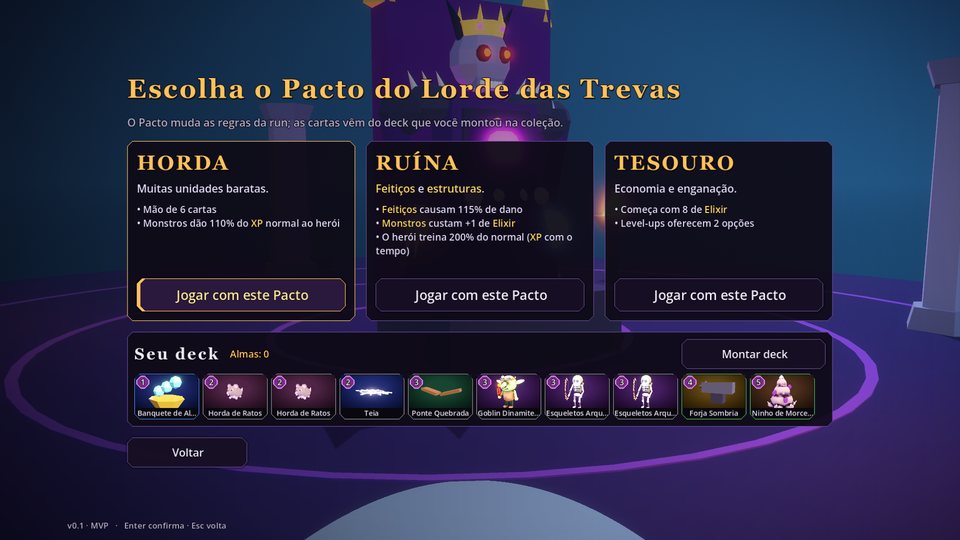 Escolha o Pacto do Lorde das Trevas
O Pacto muda as regras da run; as cartas vêm do deck que você montou na coleção.
HORDA
Muitas unidades baratas.
• Mão de 6 cartas
• Monstros dão 110% do XP normal ao herói
Jogar com este Pacto
RUÍNA
Feitiços e estruturas.
• Feitiços causam 115% de dano
• Monstros custam +1 de Elixir
• O herói treina 200% do normal (XP com o
tempo)
Jogar com este Pacto
TESOURO
Economia e enganação.
• Começa com 8 de Elixir
• Level-ups oferecem 2 opções
Jogar com este Pacto
Seu deck
Almas: 0
Montar deck
1
Banquete de Al...
2
Horda de Ratos
2
Horda de Ratos
2
Teia
3
Ponte Quebrada
3
Goblin Dinamite...
3
Esqueletos Arqu...
3
Esqueletos Arqu...
4
Forja Sombria
5
Ninho de Morce...
Voltar
v0.1 · MVP · Enter confirma · Esc volta